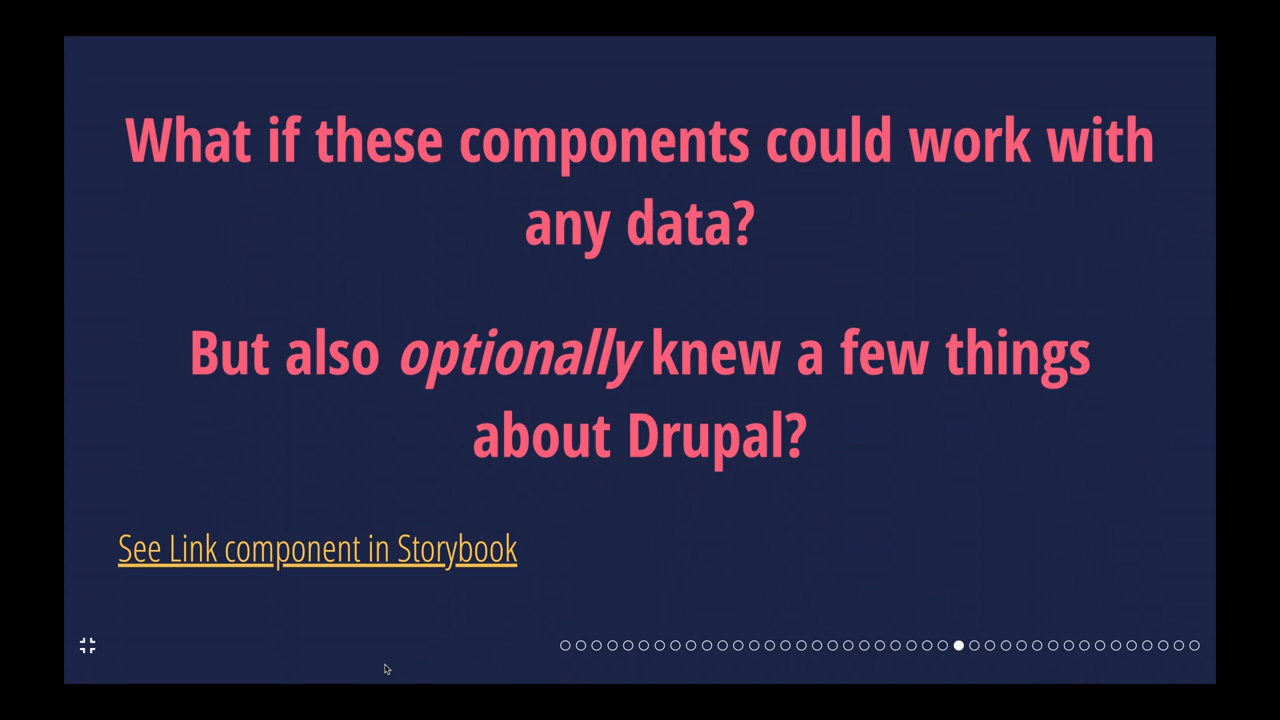 What if these components could work with
any data?
But also optionally knew a few things
about Drupal?
See Link component in Storybook